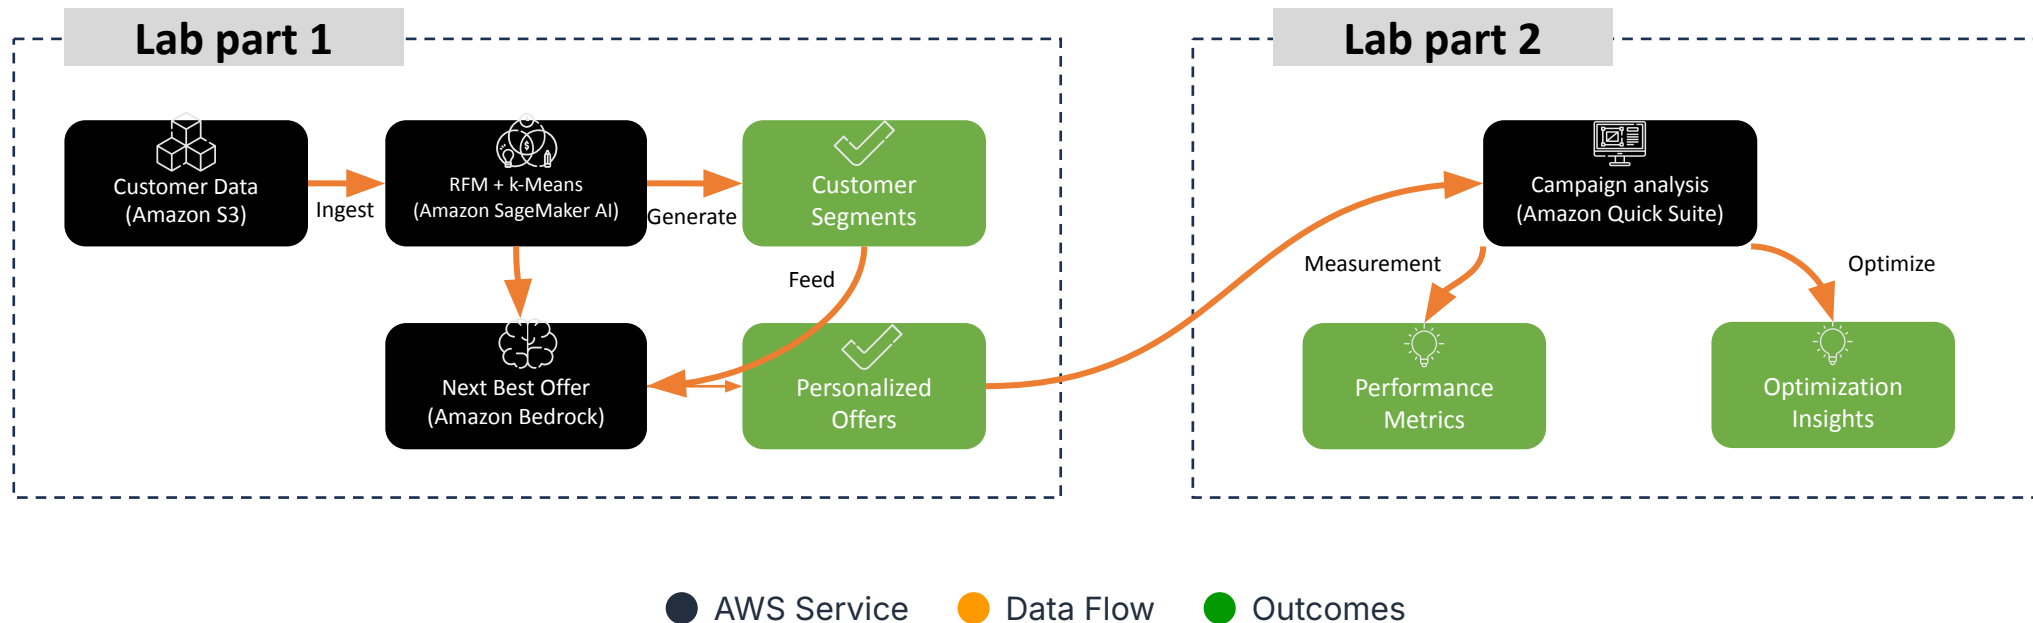 Lab part 1
Lab part 2
Customer Data
(Amazon S3)
Ingest
RFM + k-Means
(Amazon SageMaker AI)
Generate
Customer
Segments
Feed
Next Best Offer
(Amazon Bedrock)
Personalized
Offers
Campaign analysis
(Amazon Quick Suite)
Measurement
Optimize
Performance
Metrics
Optimization
Insights
AWS Service
Data Flow
Outcomes